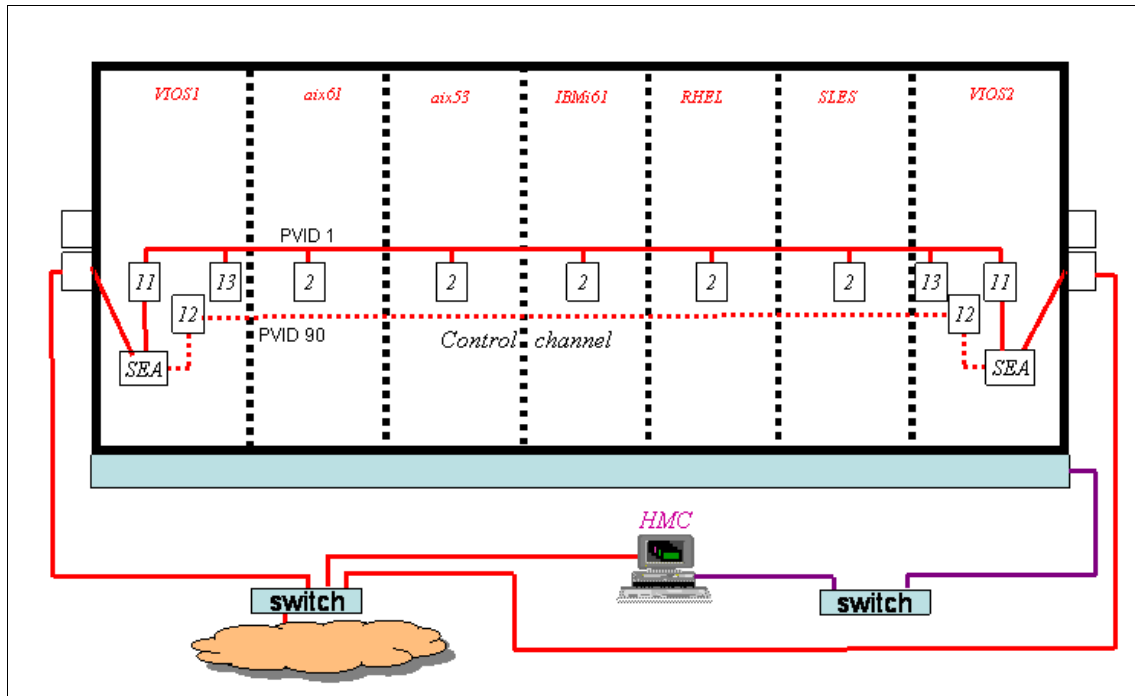 VIOS1 aix61 aix53 IBMi61 RHEL SLES VIOS2
PVID 1
11 13 2 2 2 2 2 13 11
12 12
PVID 90 Control channel
SEA SEA
HMC
switch switch